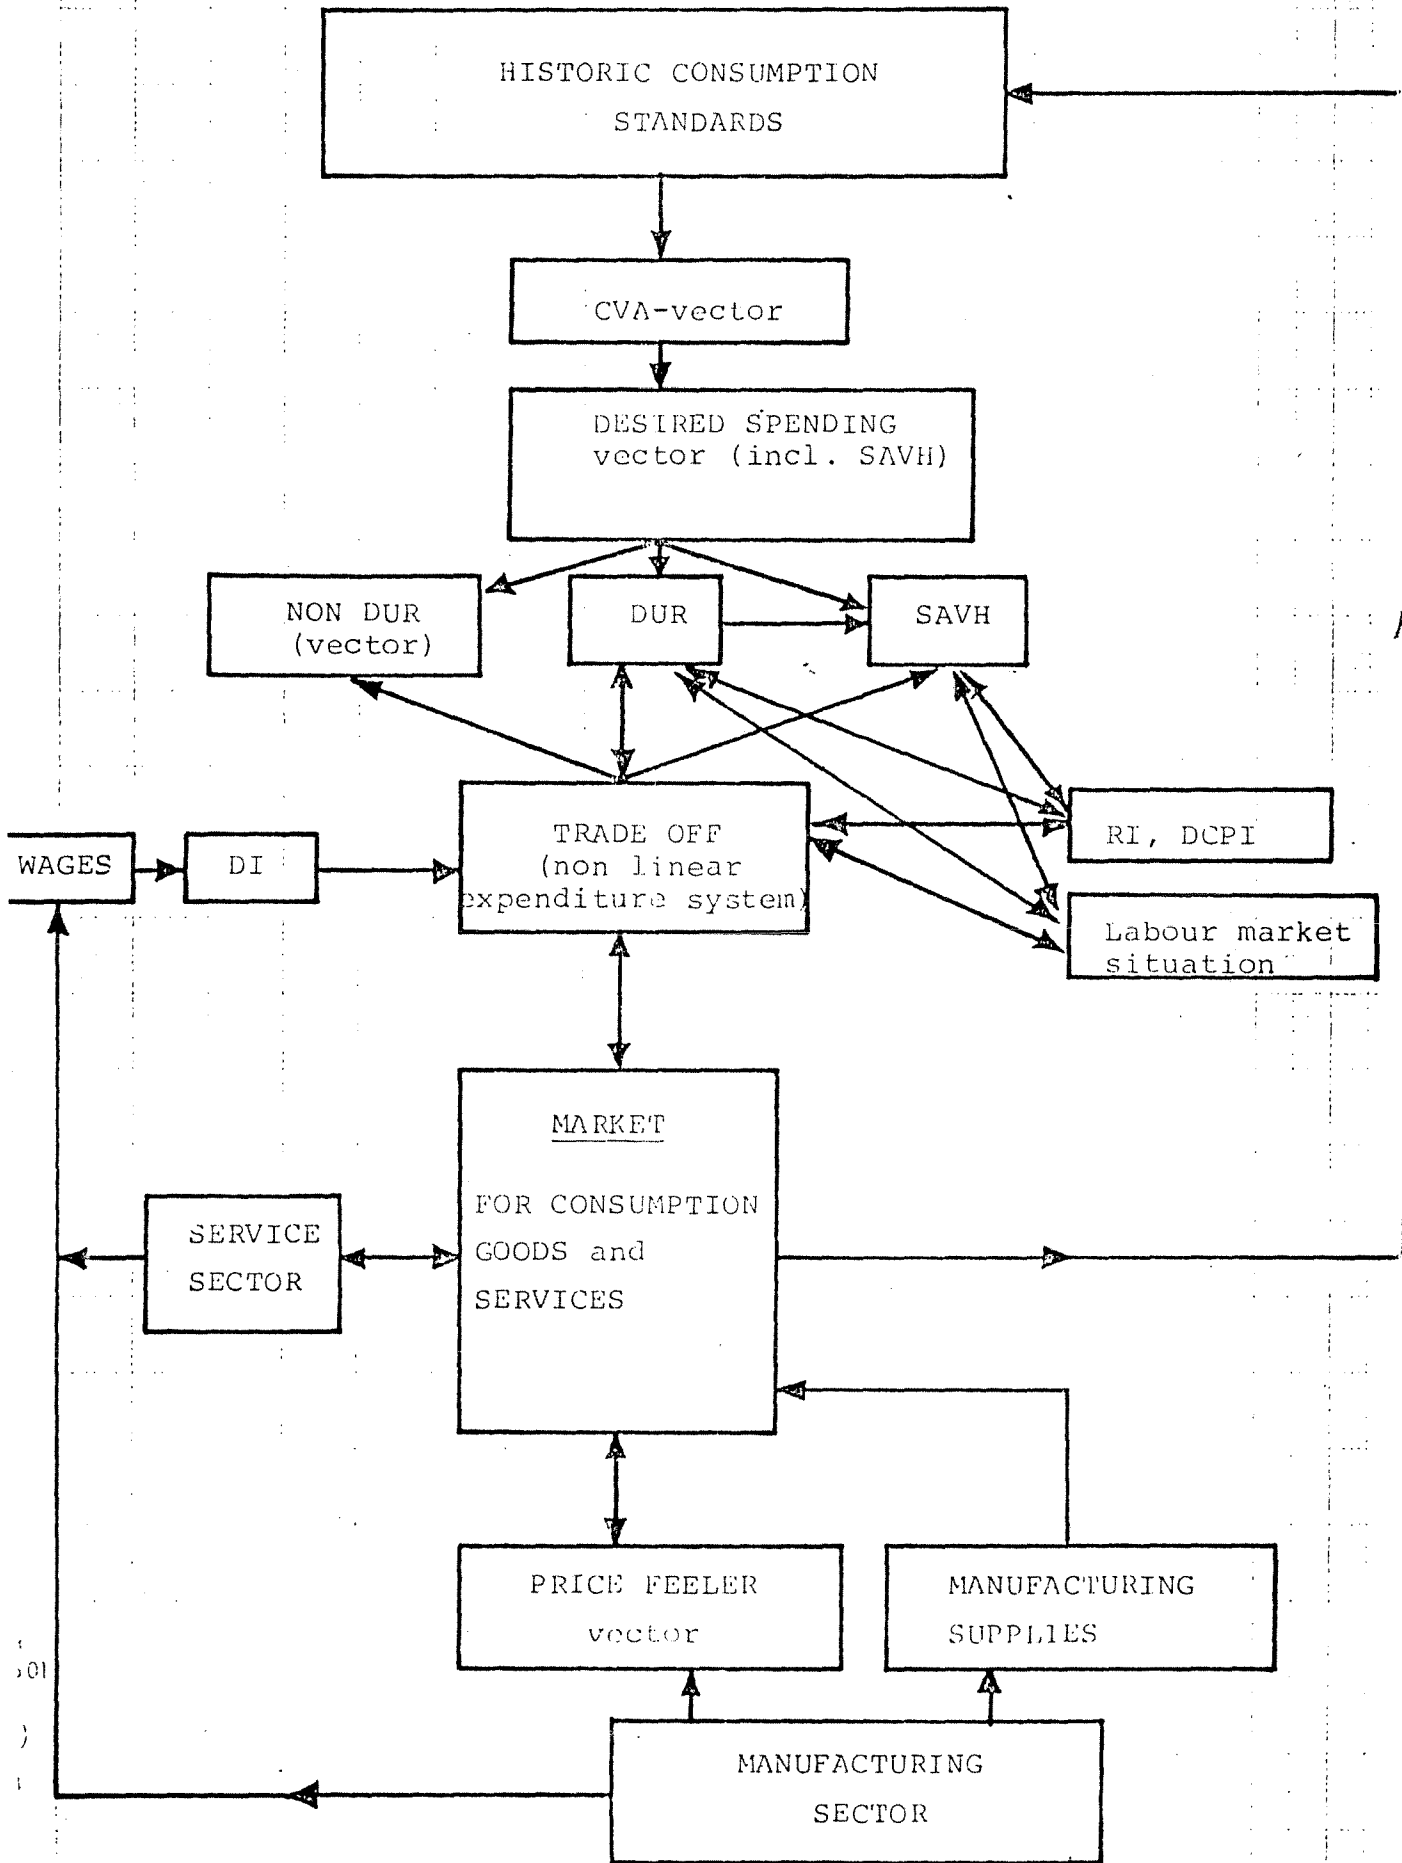 HISTORIC CONSUMPTION
STANDARDS
CVA-vector
DESIRED SPENDING
vector (incl. SAVH)
NON DUR
(vector)
DUR
SAVH
WAGES
DI
TRADE OFF
(non linear
expenditure system)
RI, DCPI
Labour market
situation
MARKET
FOR CONSUMPTION
GOODS and
SERVICES
SERVICE
SECTOR
PRICE FEELER
vector
MANUFACTURING
SUPPLIES
MANUFACTURING
SECTOR